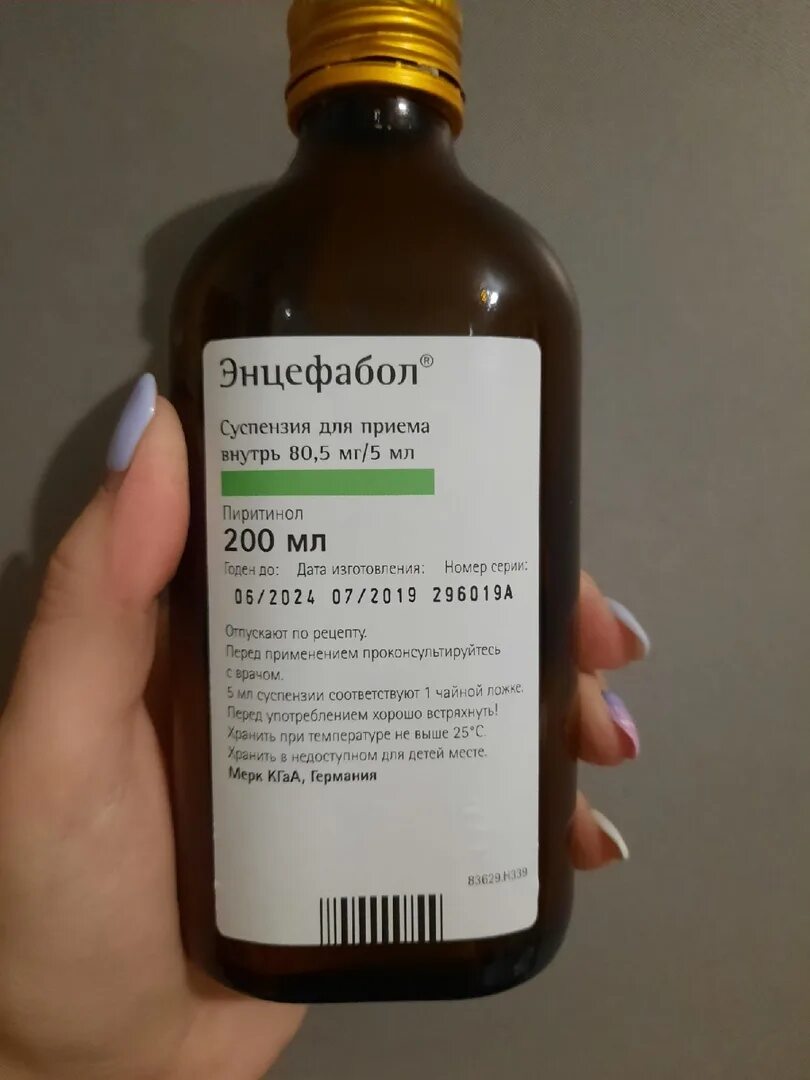 Энцефабол®
Суспензия для приема
внутрь 80,5 мг/5 мл
Пиритинол
200 мл
Годен до: Дата изготовления: Номер серии:
06/2024 07/2019 296019A
Отпускают по рецепту.
Перед применением проконсультируйтесь
с врачом.
5 мл суспензии соответствуют 1 чайной ложке.
Перед употреблением хорошо встряхнуть!
Хранить при температуре не выше 25°С.
Хранить в недоступном для детей месте.
Мерк КГаА, Германия
83629.H339